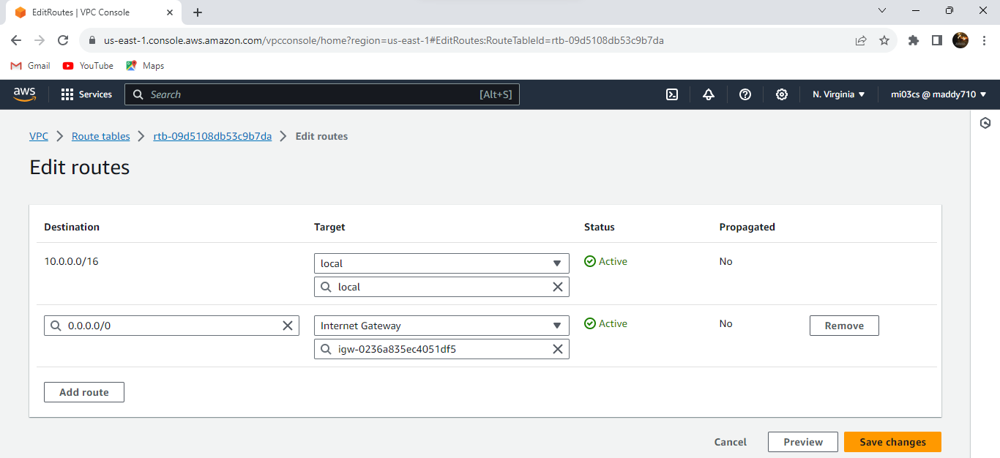 EditRoutes | VPC Console
us-east-1.console.aws.amazon.com/vpcconsole/home?region=us-east-1#EditRoutes:RouteTableId=rtb-09d5108db53c9b7da
Gmail YouTube Maps
aws Services Search [Alt+S] N. Virginia mi03cs @ maddy710
VPC Route tables rtb-09d5108db53c9b7da Edit routes
Edit routes
Destination Target Status Propagated
10.0.0.0/16 local Active No
local
0.0.0.0/0 Internet Gateway Active No Remove
igw-0236a835ec4051df5
Add route
Cancel Preview Save changes